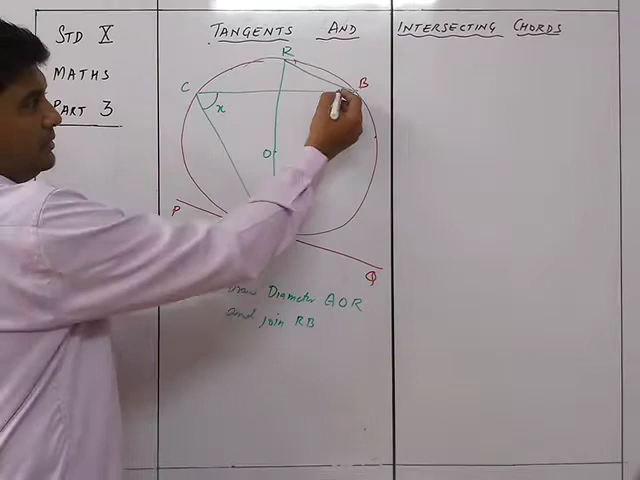 STD X
MATHS
PART 3
TANGENTS AND INTERSECTING CHORDS
R
C
B
x
O
P
Q
Draw Diameter AOR
and join RB